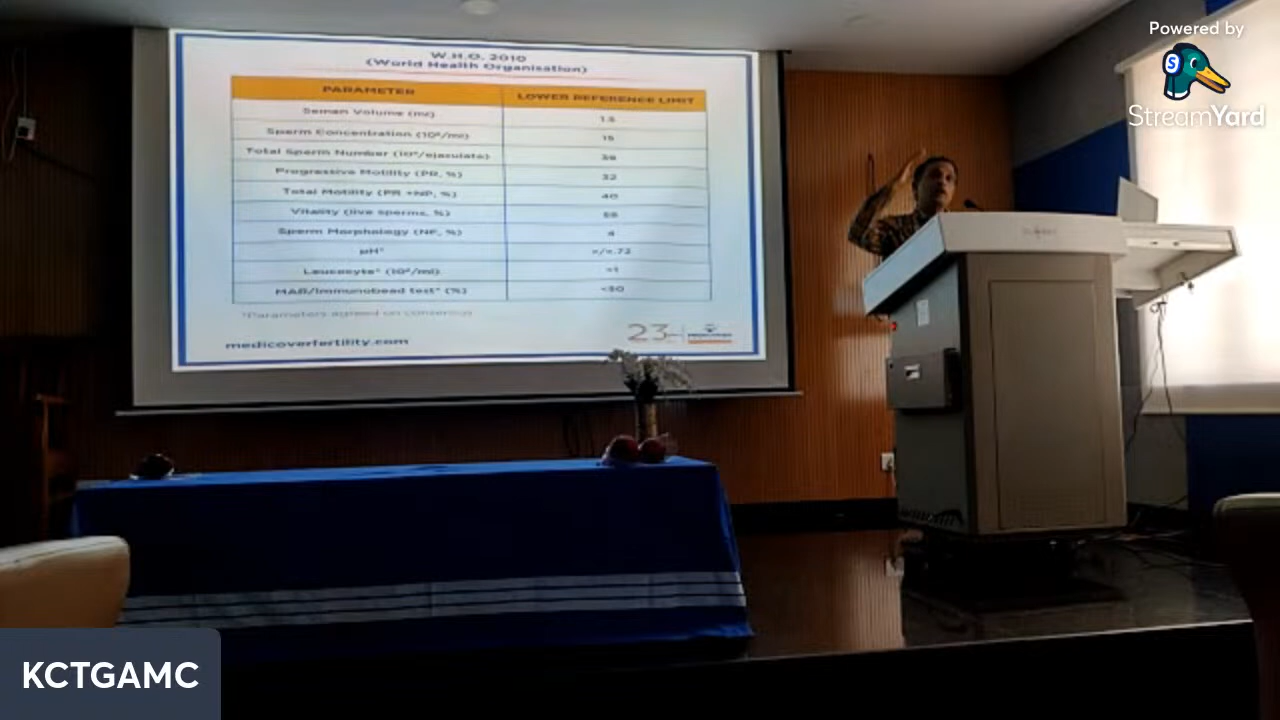 Powered by
StreamYard
W.H.O. 2010
(World Health Organisation)
PARAMETER LOWER REFERENCE LIMIT
Semen Volume (ml)
Sperm Concentration (10⁶/ml) 15
Total Sperm Number (10⁶/ejaculate)
Progressive Motility (PR, %) 32
Total Motility (PR +NP, %) 40
Vitality (live sperms, %)
Sperm Morphology (NF, %) 4
pH*
Leucocyte* (10⁶/ml) <1
MAR/Immunobead test* (%) <50
*Parameters agreed on consensus
medicoverfertility.com
23
KCTGAMC